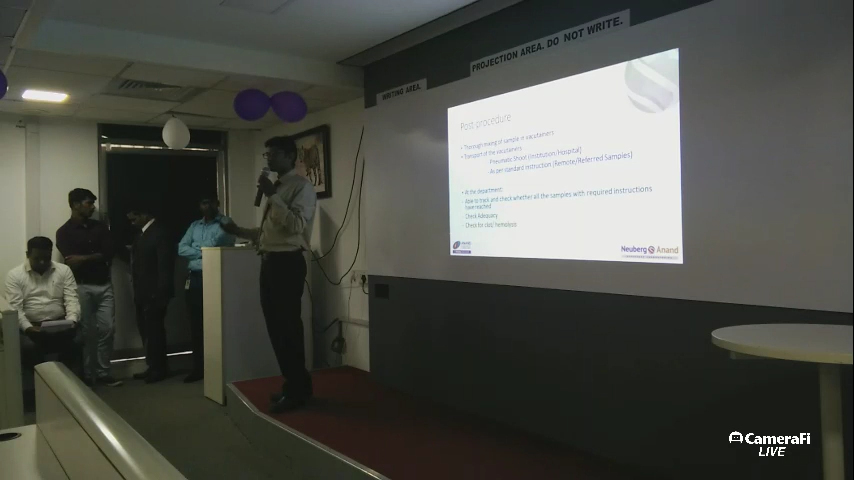 PROJECTION AREA. DO NOT WRITE.
WRITING AREA.
Post procedure
• Thorough mixing of sample in vacutainers
• Transport of the vacutainers
Pneumatic Shoot (Institution/Hospital)
As per standard instruction (Remote/Referred Samples)
• At the department:
Able to track and check whether all the samples with required instructions
have reached
Check Adequacy
Check for clot/ hemolysis
Neuberg Anand
CameraFi
LIVE